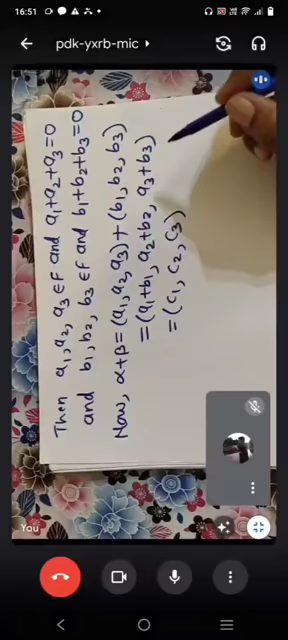 16:51
pdk-yxrb-mic
Then a₁, a₂, a₃ ∈ F and a₁+a₂+a₃=0
and b₁, b₂, b₃ ∈ F and b₁+b₂+b₃=0
Now, α+β = (a₁, a₂, a₃) + (b₁, b₂, b₃)
= (a₁+b₁, a₂+b₂, a₃+b₃)
= (c₁, c₂, c₃)
You